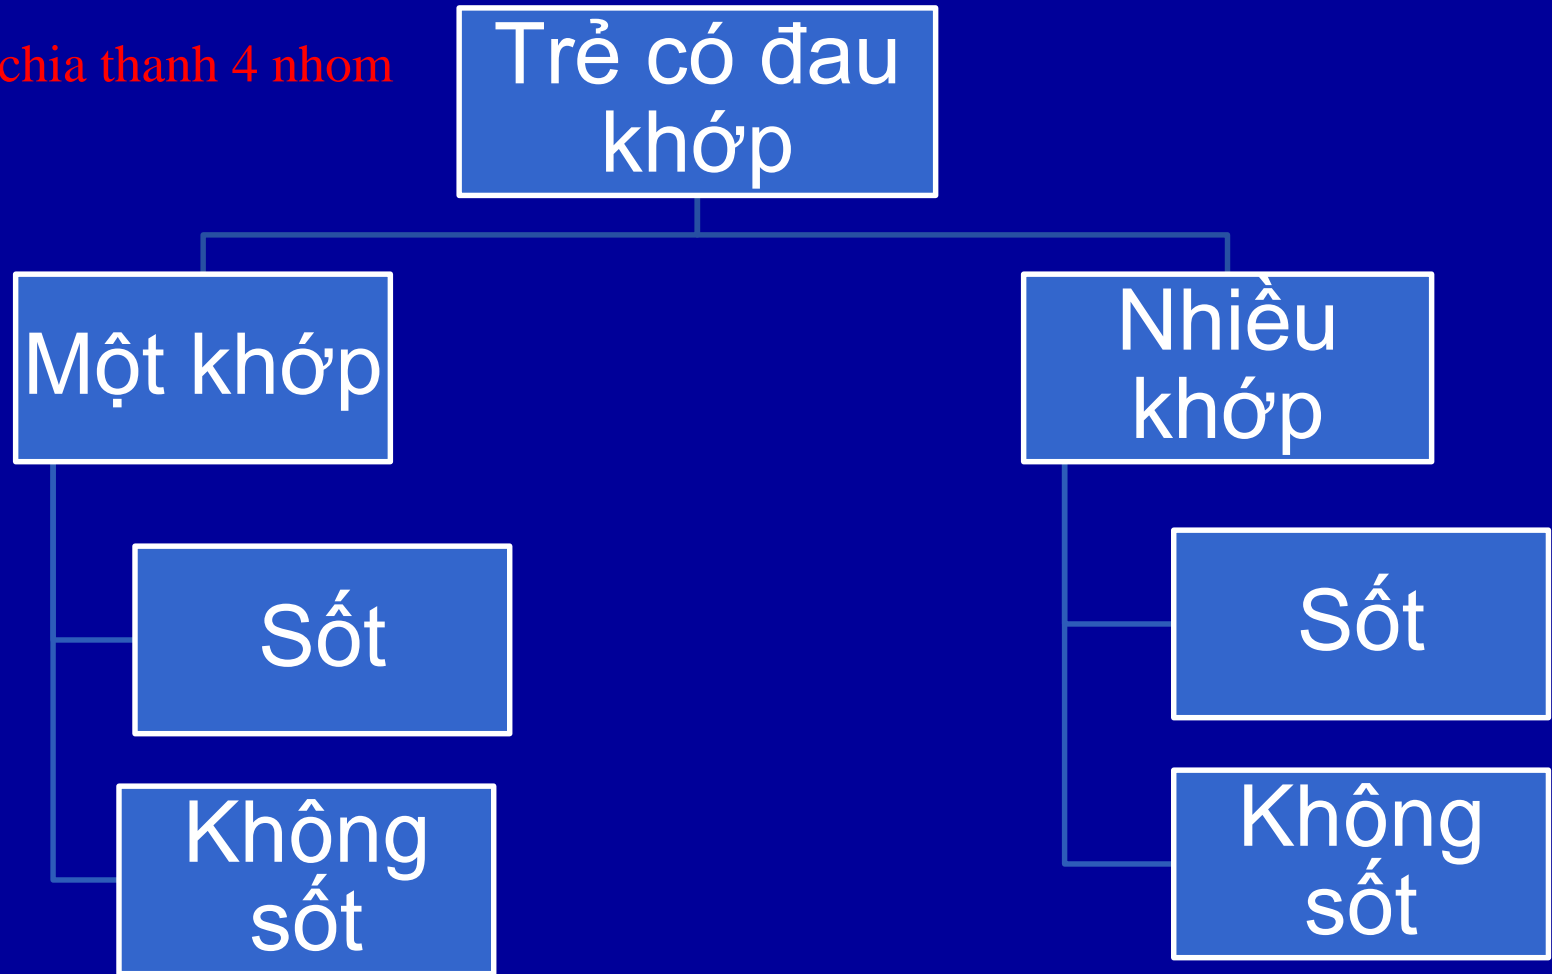 chia thanh 4 nhom
Trẻ có đau
khớp
Một khớp
Nhiều
khớp
Sốt
Không
sốt
Sốt
Không
sốt